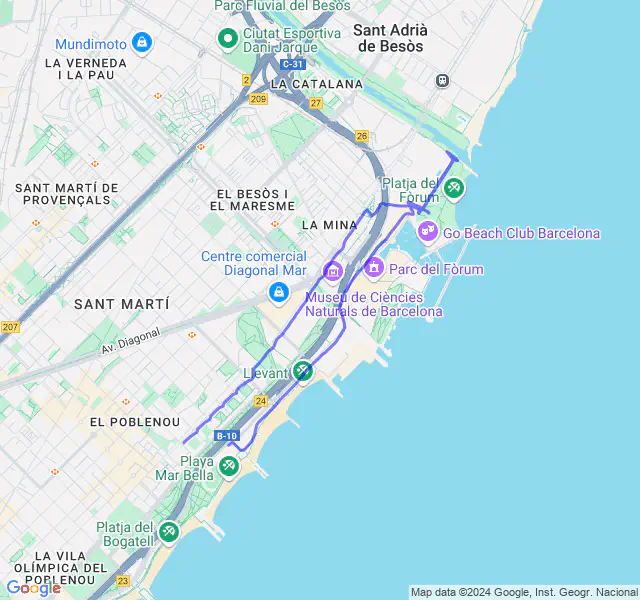 Parc Fluvial del Besòs
Ciutat Esportiva
Dani Jarque
Sant Adrià
de Besòs
Mundimoto
LA VERNEDA
I LA PAU
C-31
2
LA CATALANA
209
27
26
SANT MARTÍ DE
PROVENÇALS
EL BESÒS I
EL MARESME
Platja del
Fòrum
LA MINA
Go Beach Club Barcelona
Centre comercial
Diagonal Mar
Parc del Fòrum
Museu de Ciències
Naturals de Barcelona
SANT MARTÍ
207
Av. Diagonal
Llevant
24
EL POBLENOU
B-10
Playa
Mar Bella
Platja del
Bogatell
LA VILA
OLÍMPICA DEL
POBLENOU
23
Google
Map data ©2024 Google, Inst. Geogr. Nacional